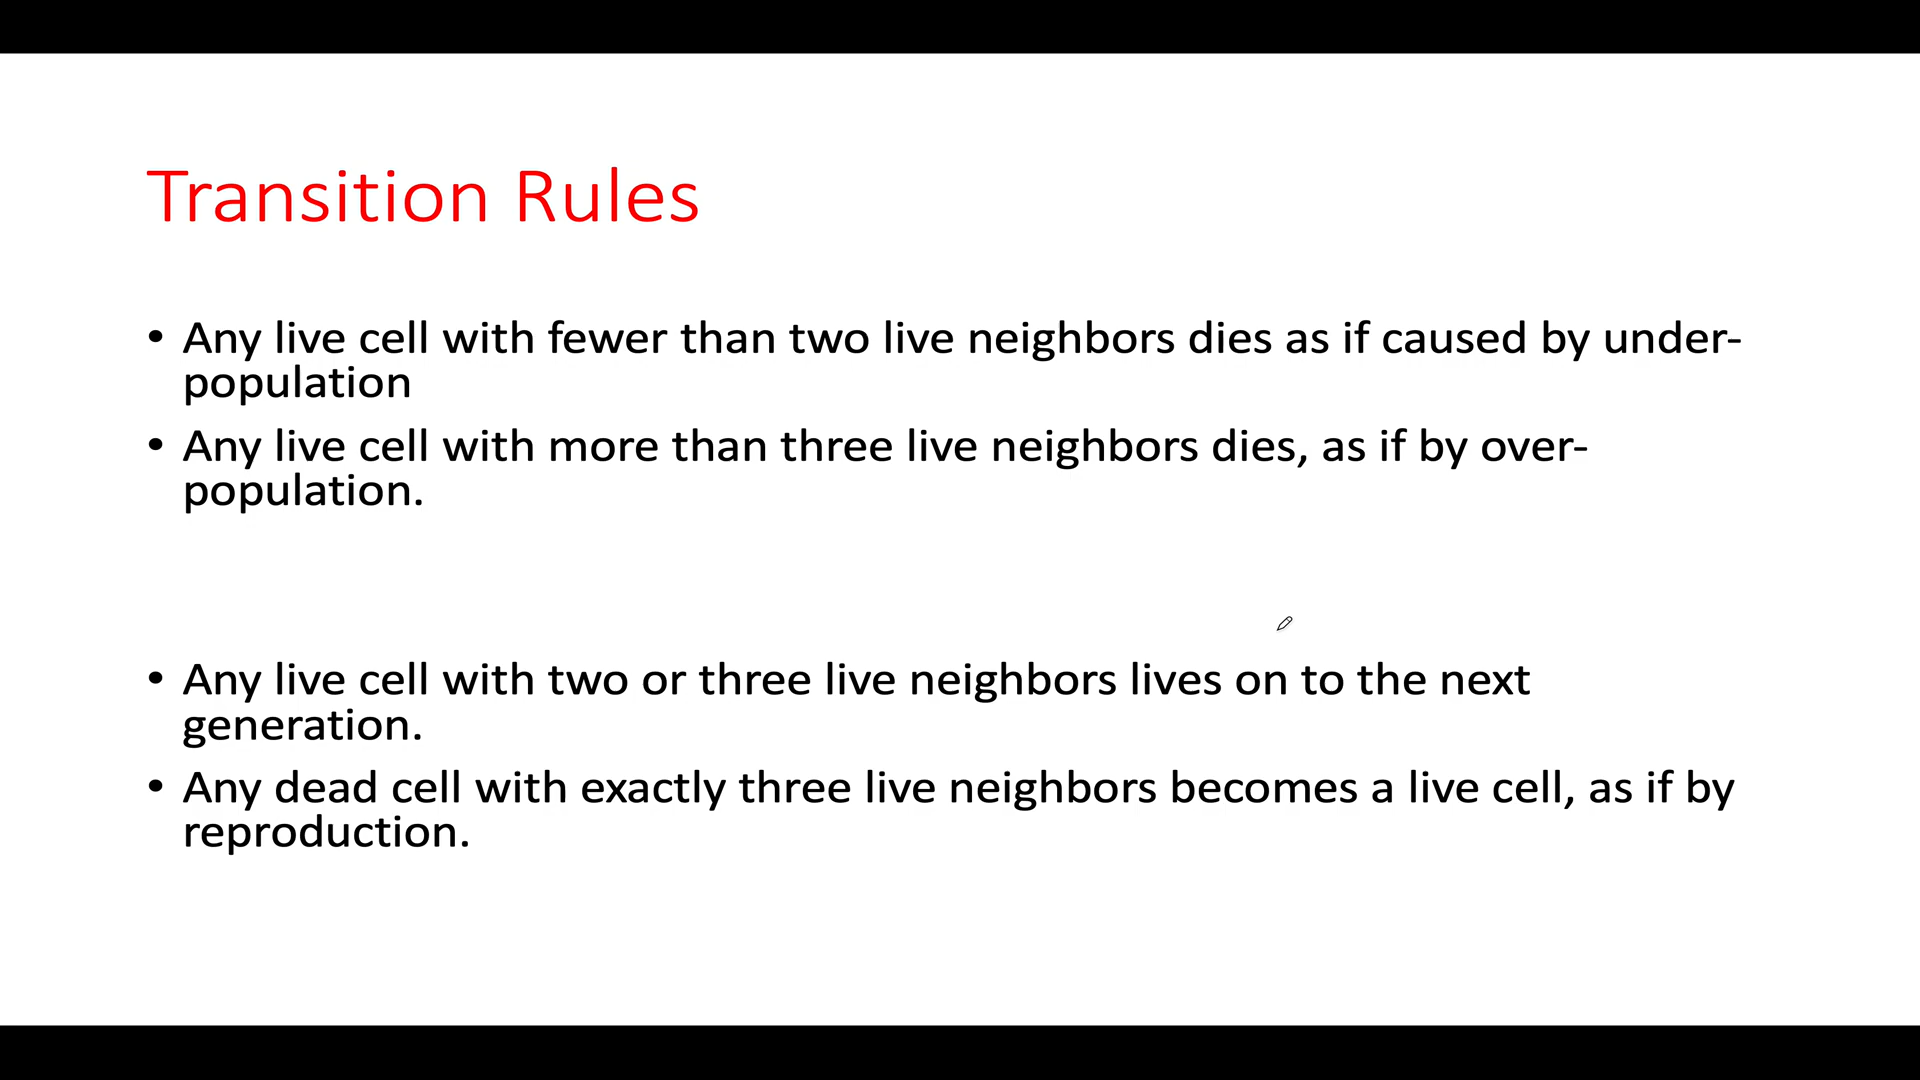 Transition Rules
• Any live cell with fewer than two live neighbors dies as if caused by under-
population
• Any live cell with more than three live neighbors dies, as if by over-
population.
• Any live cell with two or three live neighbors lives on to the next
generation.
• Any dead cell with exactly three live neighbors becomes a live cell, as if by
reproduction.